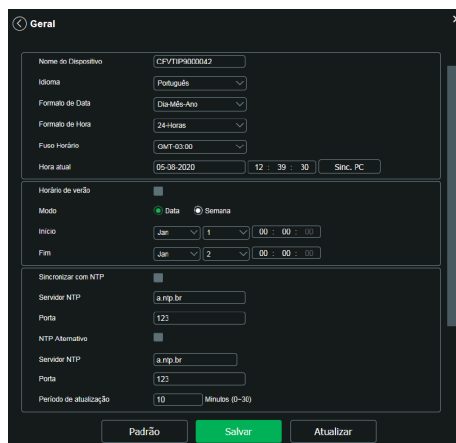 Geral
Nome do Dispositivo CFVTIP9000042
Idioma Português
Formato de Data Dia-Mês-Ano
Formato de Hora 24-Horas
Fuso Horário GMT-03:00
Hora atual 05-08-2020 12 : 39 : 30 Sinc. PC
Horário de verão
Modo Data Semana
Início Jan 1 00 : 00 : 00
Fim Jan 2 00 : 00 : 00
Sincronizar com NTP
Servidor NTP a.ntp.br
Porta 123
NTP Alternativo
Servidor NTP a.ntp.br
Porta 123
Período de atualização 10 Minutos (0~30)
Padrão Salvar Atualizar